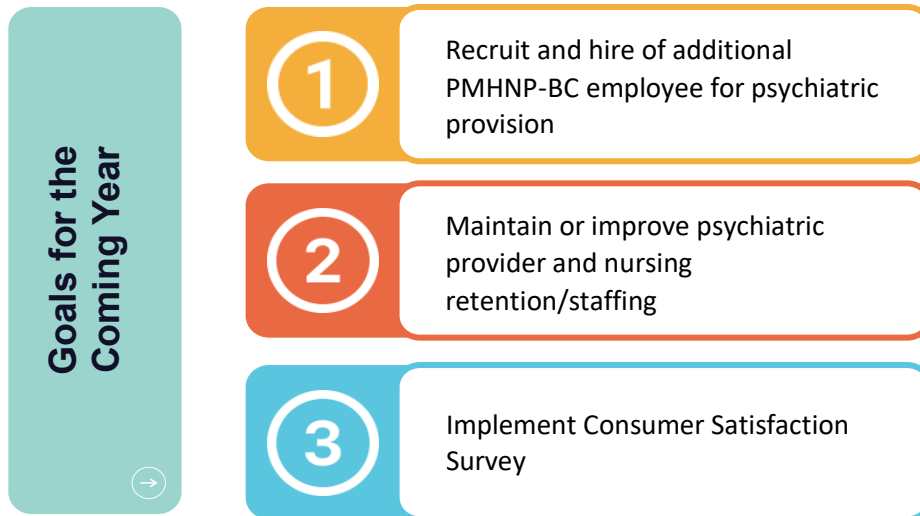 Goals for the
Coming Year
1
Recruit and hire of additional
PMHNP-BC employee for psychiatric
provision
2
Maintain or improve psychiatric
provider and nursing
retention/staffing
3
Implement Consumer Satisfaction
Survey